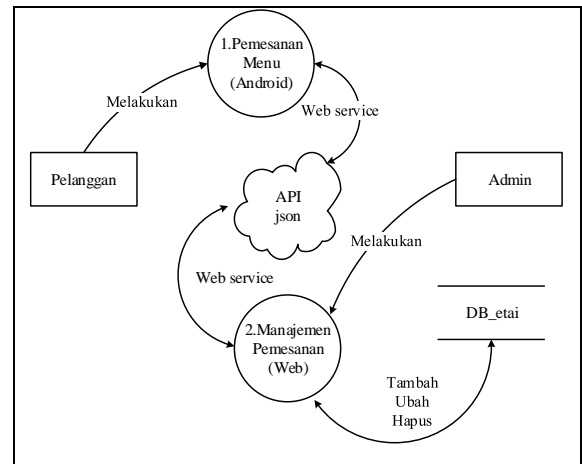 1.Pemesanan
Menu
(Android)
Melakukan
Web service
Pelanggan
API
json
Admin
Melakukan
Web service
2.Manajemen
Pemesanan
(Web)
DB_etai
Tambah
Ubah
Hapus